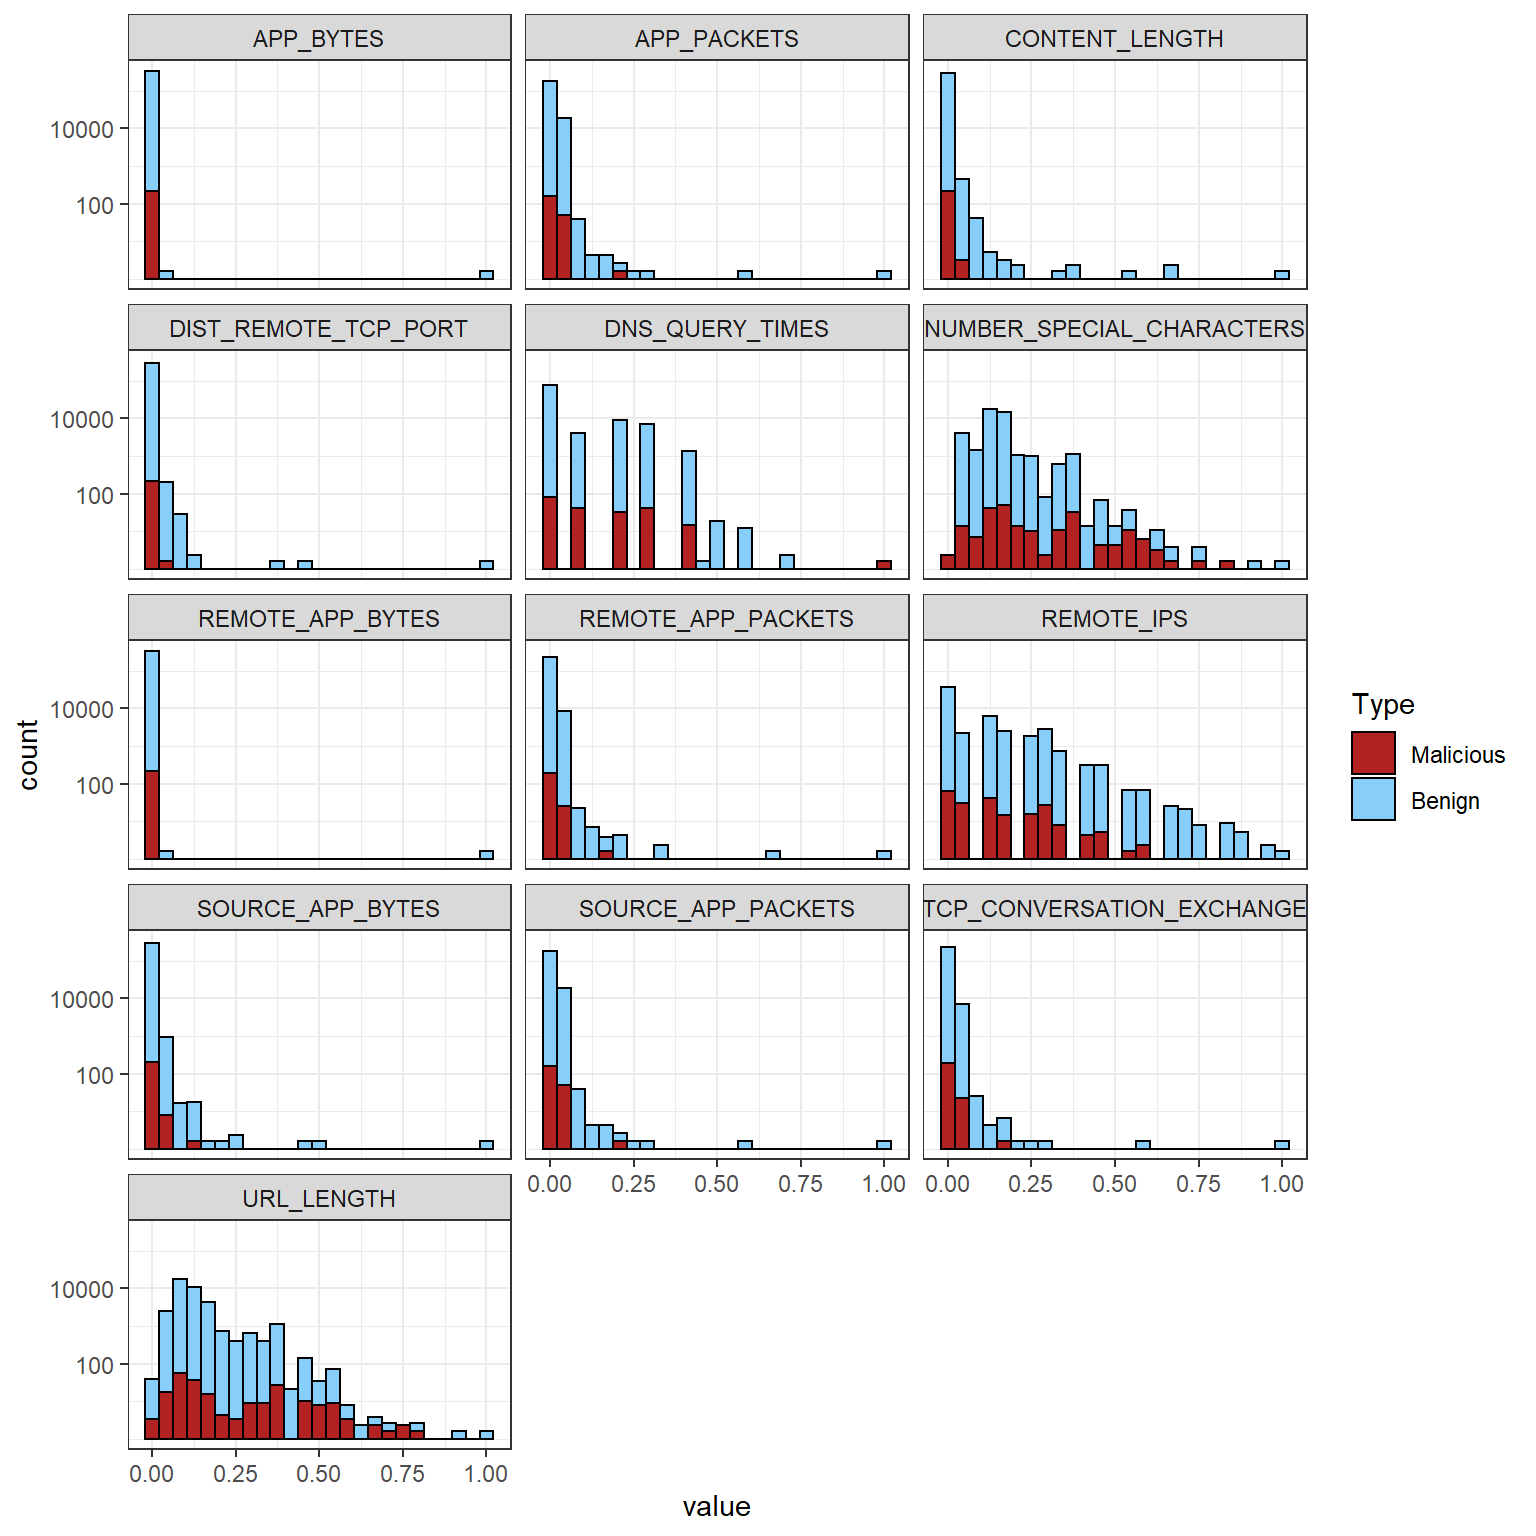 APP_BYTES
APP_PACKETS
CONTENT_LENGTH
10000
100
DIST_REMOTE_TCP_PORT
DNS_QUERY_TIMES
NUMBER_SPECIAL_CHARACTERS
10000
100
REMOTE_APP_BYTES
REMOTE_APP_PACKETS
REMOTE_IPS
10000
100
count
Type
Malicious
Benign
SOURCE_APP_BYTES
SOURCE_APP_PACKETS
TCP_CONVERSATION_EXCHANGE
10000
100
0.00 0.25 0.50 0.75 1.00
0.00 0.25 0.50 0.75 1.00
URL_LENGTH
10000
100
0.00 0.25 0.50 0.75 1.00
value